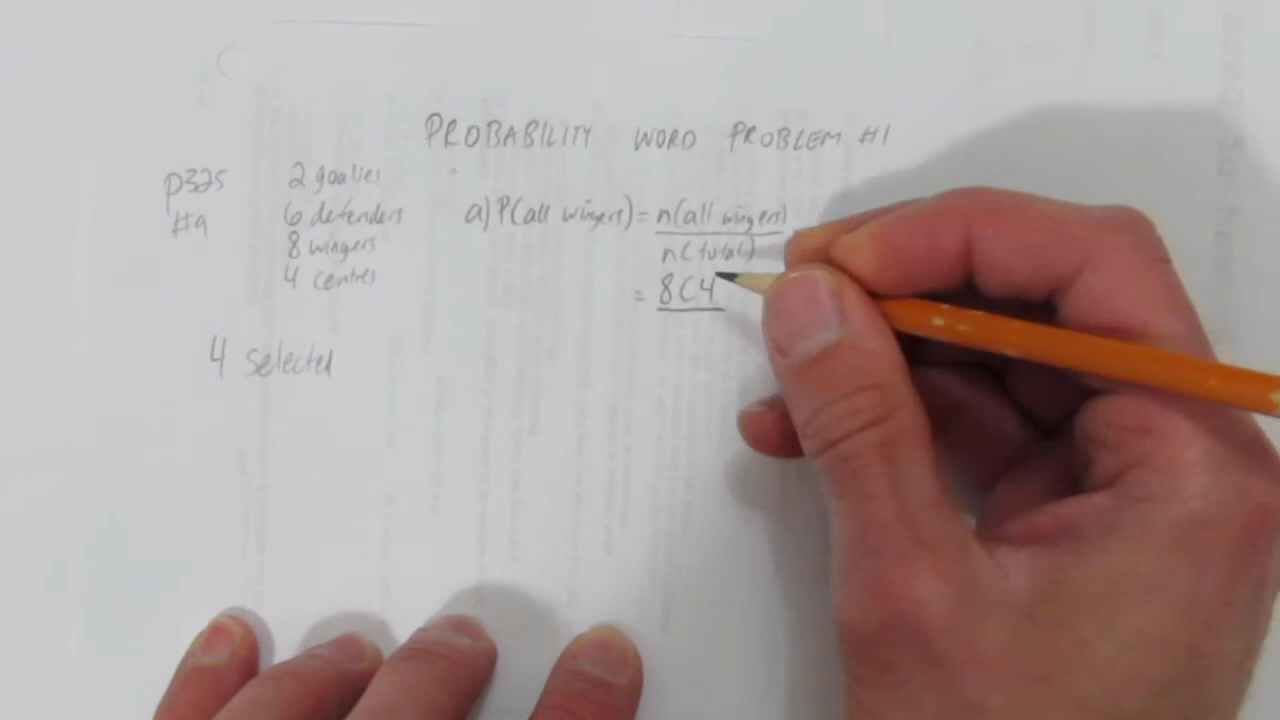 PROBABILITY WORD PROBLEM #1
p325
#9
2 goalies
6 defenders
8 wingers
4 centres
4 selected
a) P(all wingers) = n(all wingers)
n(total)
= 8C4